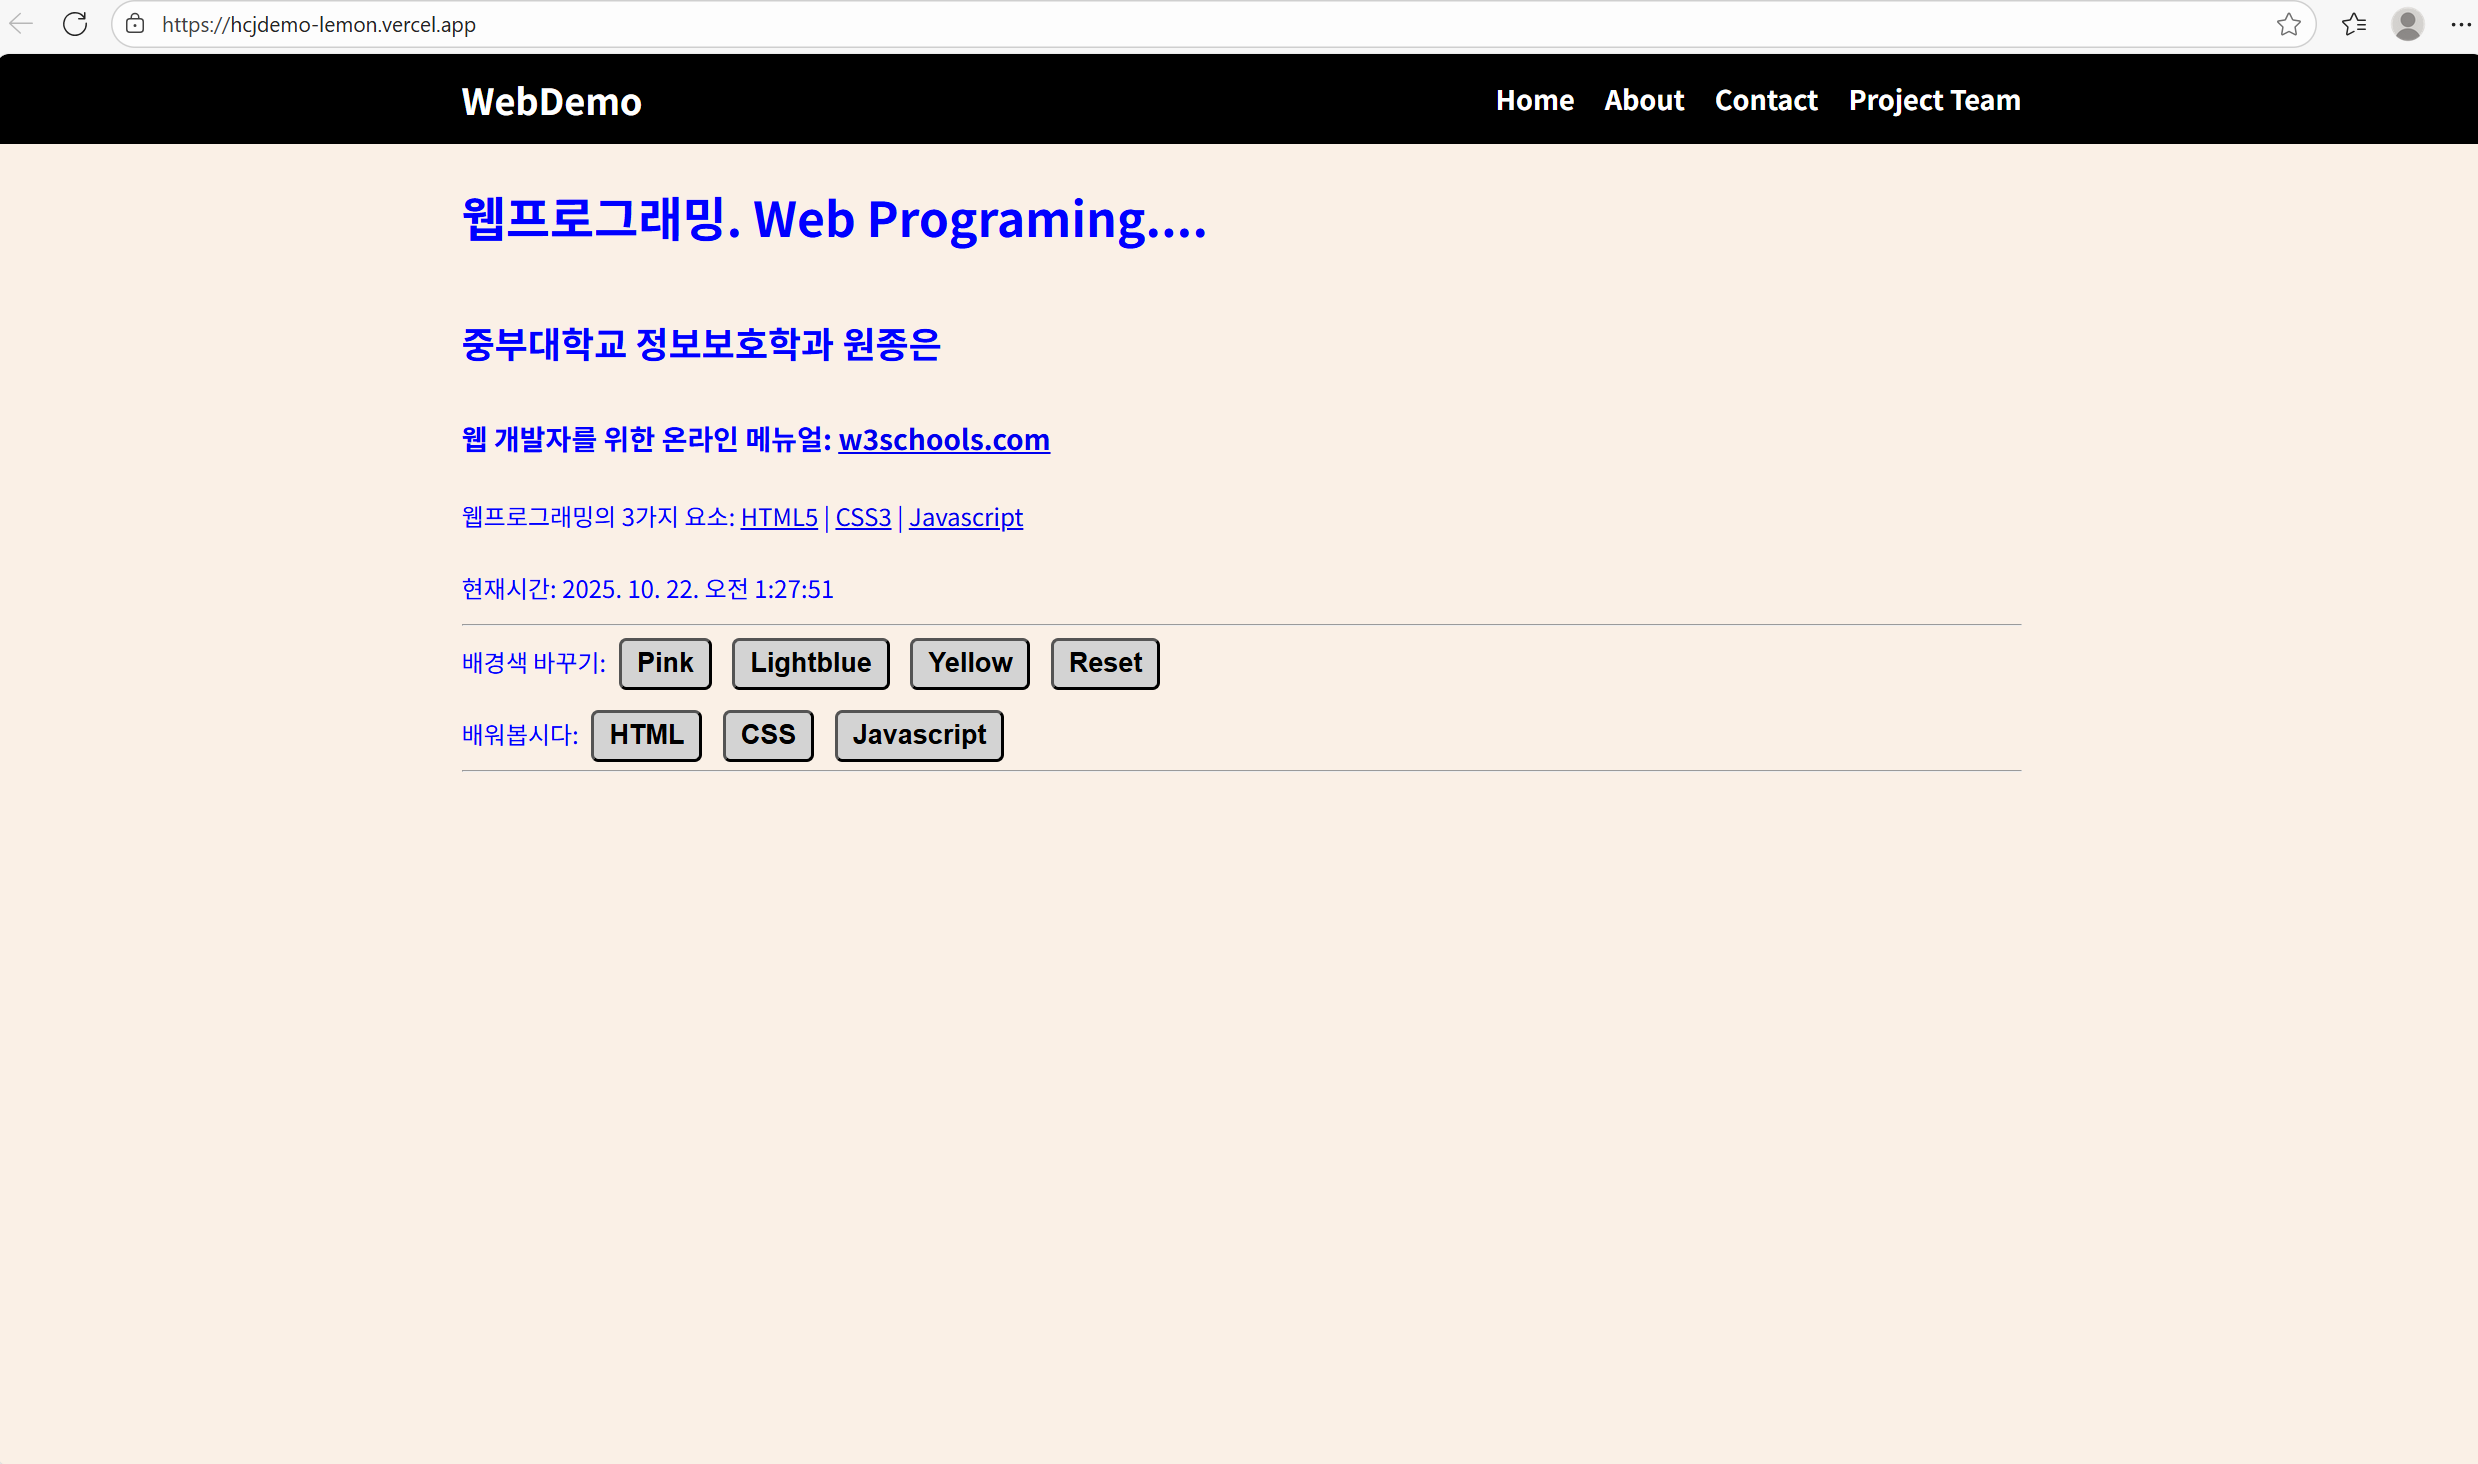 https://hcjdemo-lemon.vercel.app
WebDemo Home About Contact Project Team
웹프로그래밍. Web Programing....
중부대학교 정보보호학과 원종은
웹 개발자를 위한 온라인 메뉴얼: w3schools.com
웹프로그래밍의 3가지 요소: HTML5 | CSS3 | Javascript
현재시간: 2025. 10. 22. 오전 1:27:51
배경색 바꾸기: Pink Lightblue Yellow Reset
배워봅시다: HTML CSS Javascript